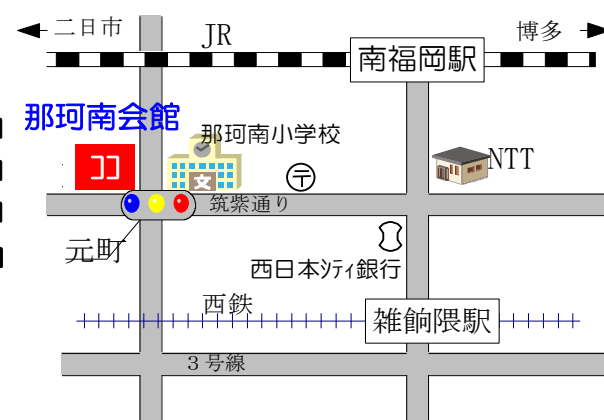 二日市
JR
博多
南福岡駅
那珂南会館
那珂南小学校
ココ
文
〒
NTT
筑紫通り
元町
西日本ｼﾃｨ銀行
西鉄
雑餉隈駅
３号線